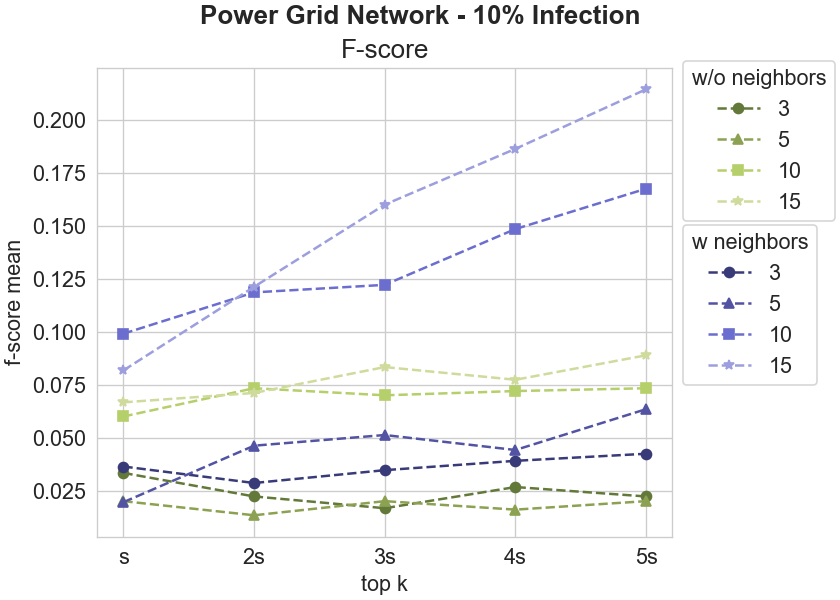 Power Grid Network - 10% Infection
F-score
f-score mean
0.200
0.175
0.150
0.125
0.100
0.075
0.050
0.025
s
2s
3s
4s
5s
top k
w/o neighbors
3
5
10
15
w neighbors
3
5
10
15